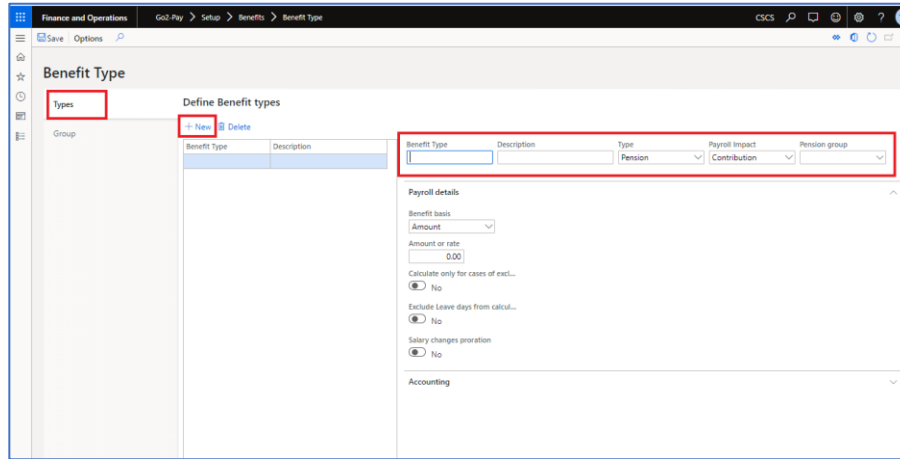 Finance and Operations Go2-Pay > Setup > Benefits > Benefit Type CSCS ?
Save Options
Benefit Type
Types
Group
Define Benefit types
+ New Delete
Benefit Type Description
Benefit Type Description Type Payroll Impact Pension group
Pension Contribution
Payroll details
Benefit basis
Amount
Amount or rate
0.00
Calculate only for cases of excl...
No
Exclude Leave days from calcul...
No
Salary changes proration
No
Accounting